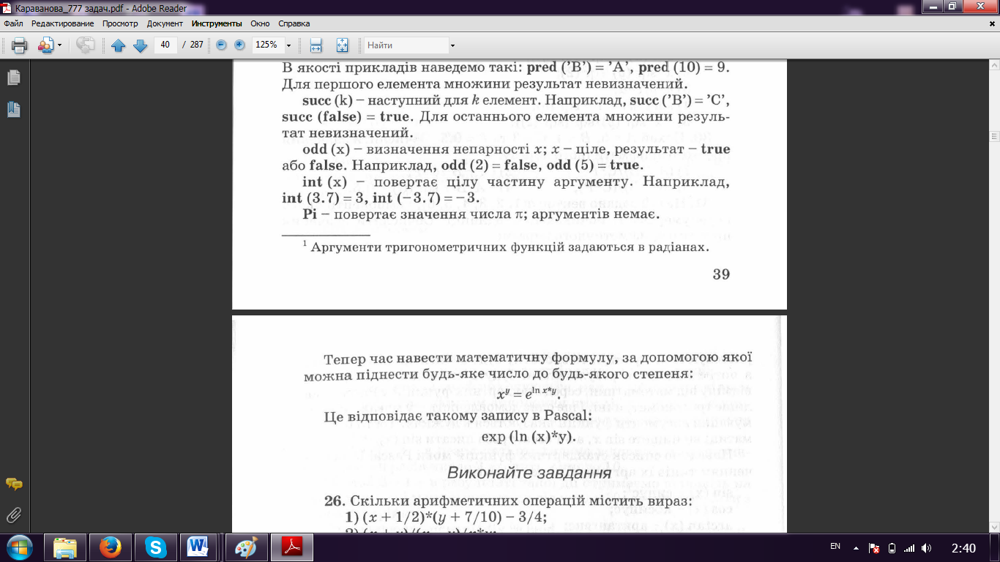 Караванова_777 задач.pdf - Adobe Reader
Файл Редактирование Просмотр Документ Инструменты Окно Справка
40 / 287 125% Найти
В якості прикладів наведемо такі: pred ('B') = 'A', pred (10) = 9.
Для першого елемента множини результат невизначений.
succ (k) – наступний для k елемент. Наприклад, succ ('B') = 'C',
succ (false) = true. Для останнього елемента множини резуль-
тат невизначений.
odd (x) – визначення непарності x; x – ціле, результат – true
або false. Наприклад, odd (2) = false, odd (5) = true.
int (x) – повертає цілу частину аргументу. Наприклад,
int (3.7) = 3, int (–3.7) = –3.
Pi – повертає значення числа π; аргументів немає.
¹ Аргументи тригонометричних функцій задаються в радіанах.
39
Тепер час навести математичну формулу, за допомогою якої
можна піднести будь-яке число до будь-якого степеня:
xʸ = e^(ln x*y).
Це відповідає такому запису в Pascal:
exp (ln (x)*y).
Виконайте завдання
26. Скільки арифметичних операцій містить вираз:
1) (x + 1/2)*(y + 7/10) – 3/4;
EN 2:40